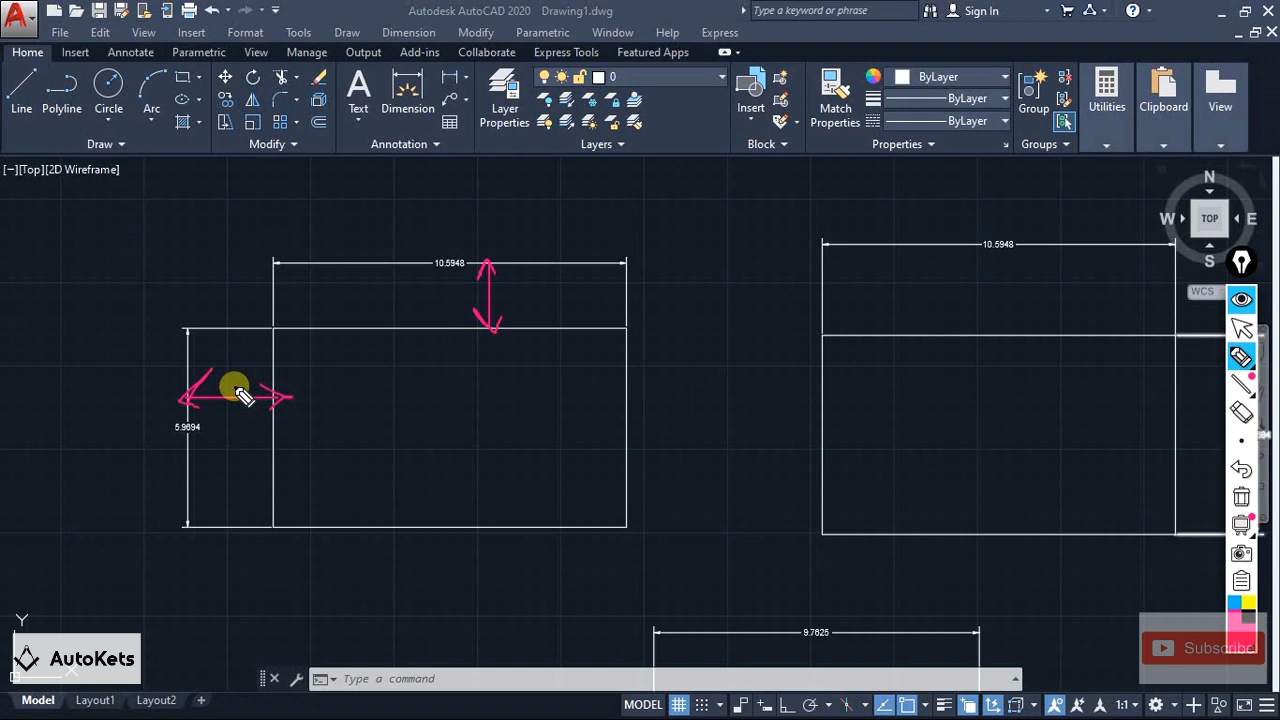 Autodesk AutoCAD 2020 Drawing1.dwg
Type a keyword or phrase
Sign In
File Edit View Insert Format Tools Draw Dimension Modify Parametric Window Help Express
Home Insert Annotate Parametric View Manage Output Add-ins Collaborate Express Tools Featured Apps
Line Polyline Circle Arc
Text Dimension
Layer Properties
0
Insert
Match Properties
ByLayer
ByLayer
ByLayer
Group
Utilities
Clipboard
View
Draw Modify Annotation Layers Block Properties Groups
[−][Top][2D Wireframe]
N
W TOP E
S
WCS
10.5948
10.5948
5.9694
9.7625
Y
X
AutoKets
Subscribe
Type a command
Model Layout1 Layout2 +
MODEL
1:1